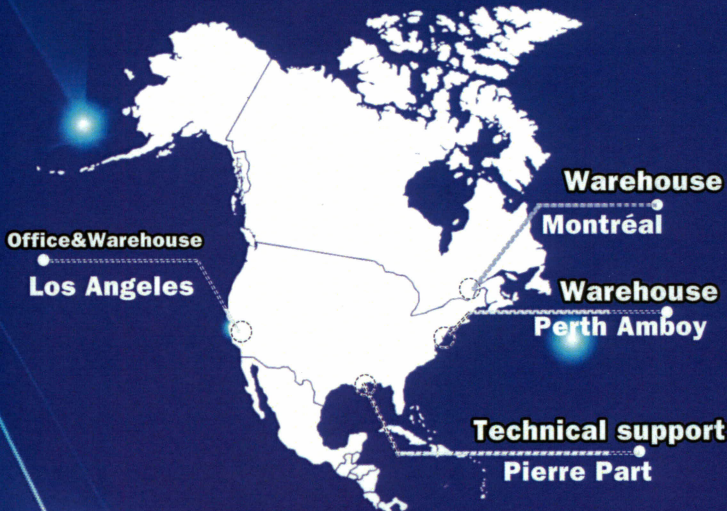 Warehouse
Montréal
Office&Warehouse
Los Angeles
Warehouse
Perth Amboy
Technical support
Pierre Part